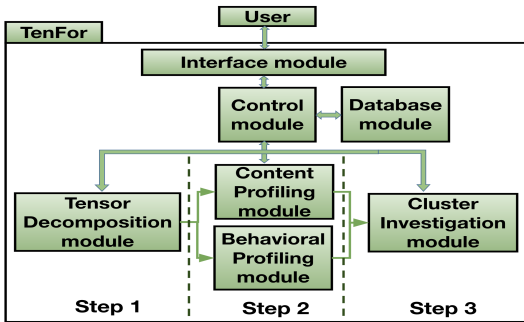 User
TenFor
Interface module
Control
module
Database
module
Tensor
Decomposition
module
Content
Profiling
module
Behavioral
Profiling
module
Cluster
Investigation
module
Step 1
Step 2
Step 3